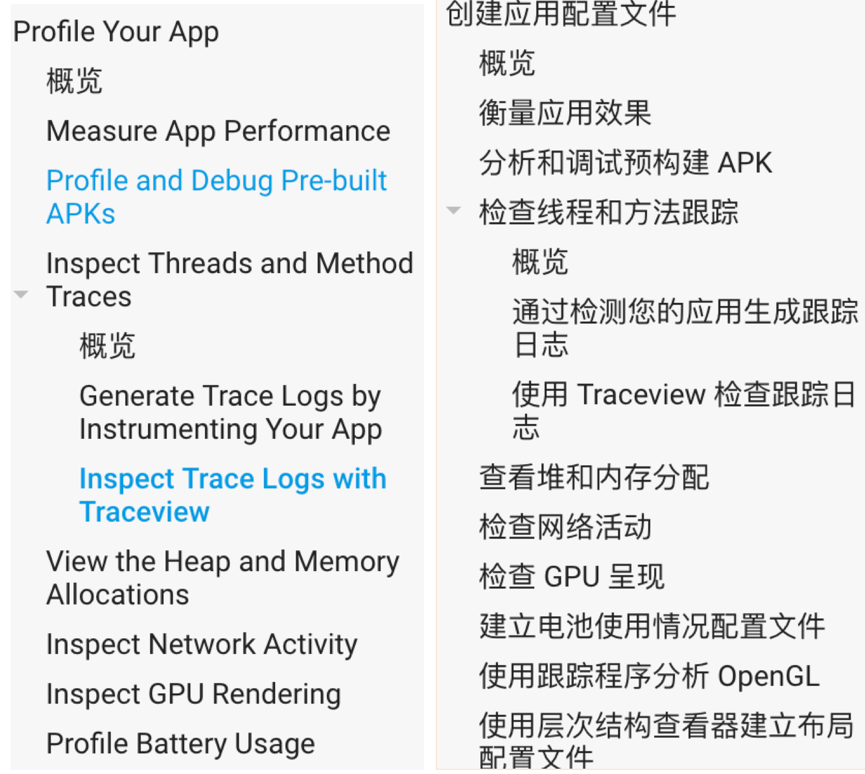 Profile Your App
概览
Measure App Performance
Profile and Debug Pre-built
APKs
Inspect Threads and Method
Traces
概览
Generate Trace Logs by
Instrumenting Your App
Inspect Trace Logs with
Traceview
View the Heap and Memory
Allocations
Inspect Network Activity
Inspect GPU Rendering
Profile Battery Usage
创建应用配置文件
概览
衡量应用效果
分析和调试预构建 APK
检查线程和方法跟踪
概览
通过检测您的应用生成跟踪
日志
使用 Traceview 检查跟踪日
志
查看堆和内存分配
检查网络活动
检查 GPU 呈现
建立电池使用情况配置文件
使用跟踪程序分析 OpenGL
使用层次结构查看器建立布局
配置文件